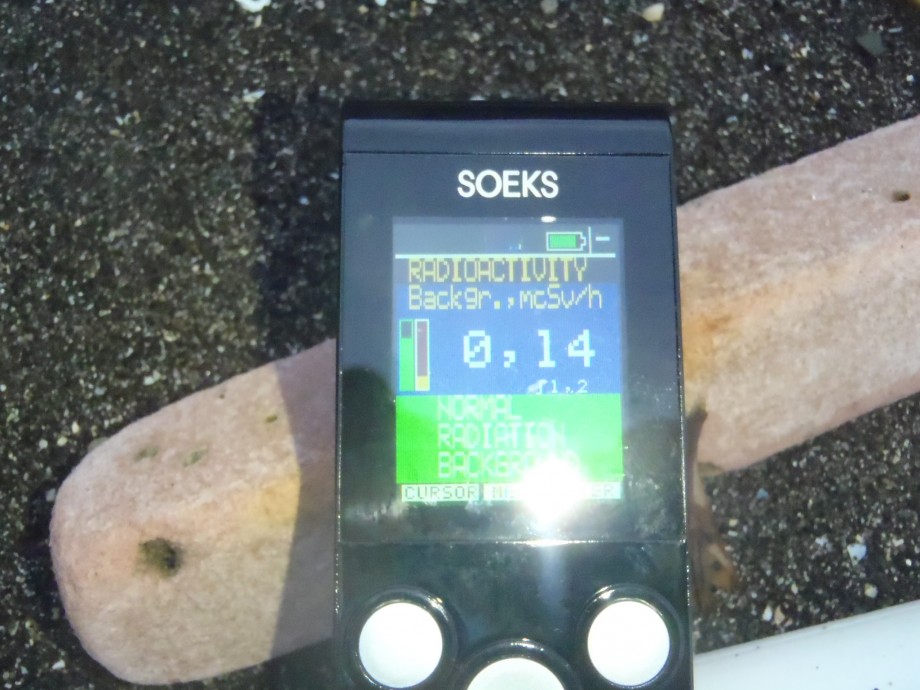 SOEKS
RADIOACTIVITY
Backgr.,mcSv/h
0,14
1,2
NORMAL
RADIATION
BACKGROUND
CURSOR